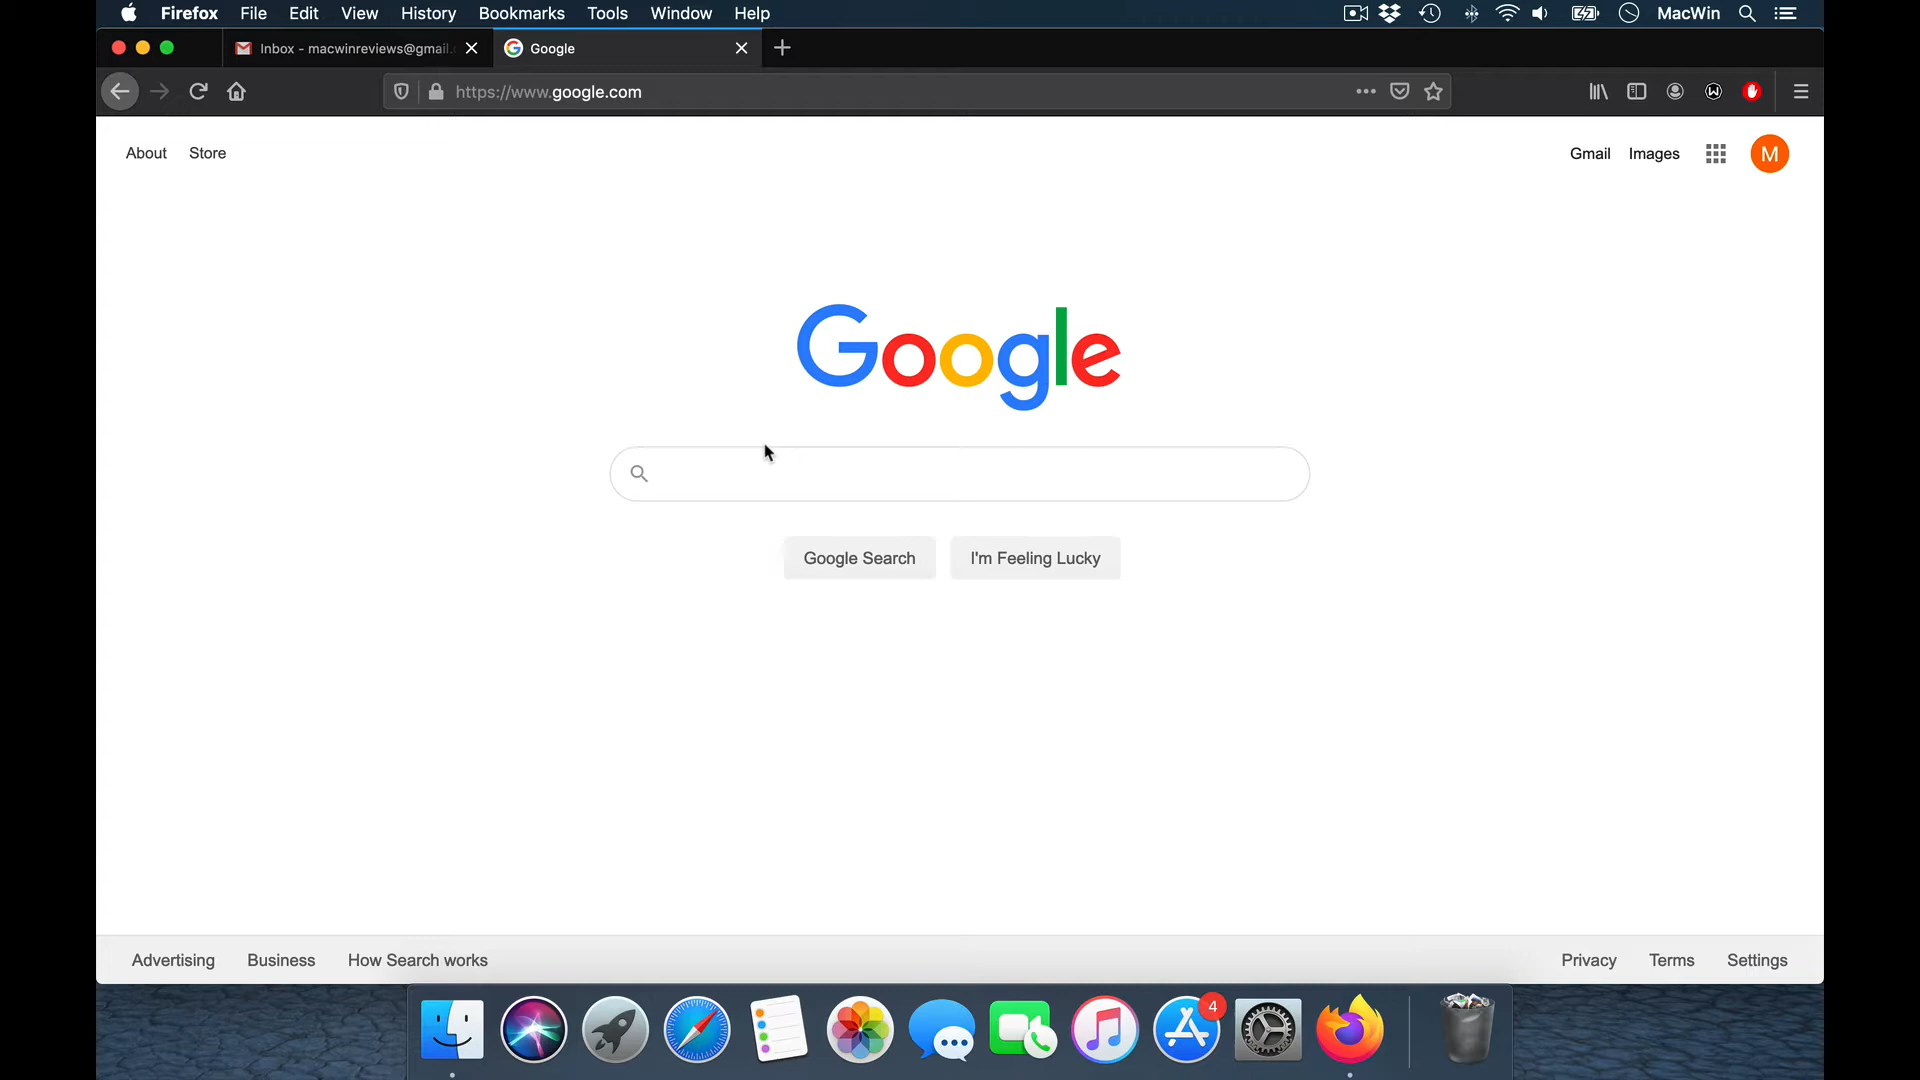 Firefox File Edit View History Bookmarks Tools Window Help MacWin
Inbox - macwinreviews@gmail. Google
https://www.google.com
About Store Gmail Images M
Google
Google Search I'm Feeling Lucky
Advertising Business How Search works Privacy Terms Settings
4